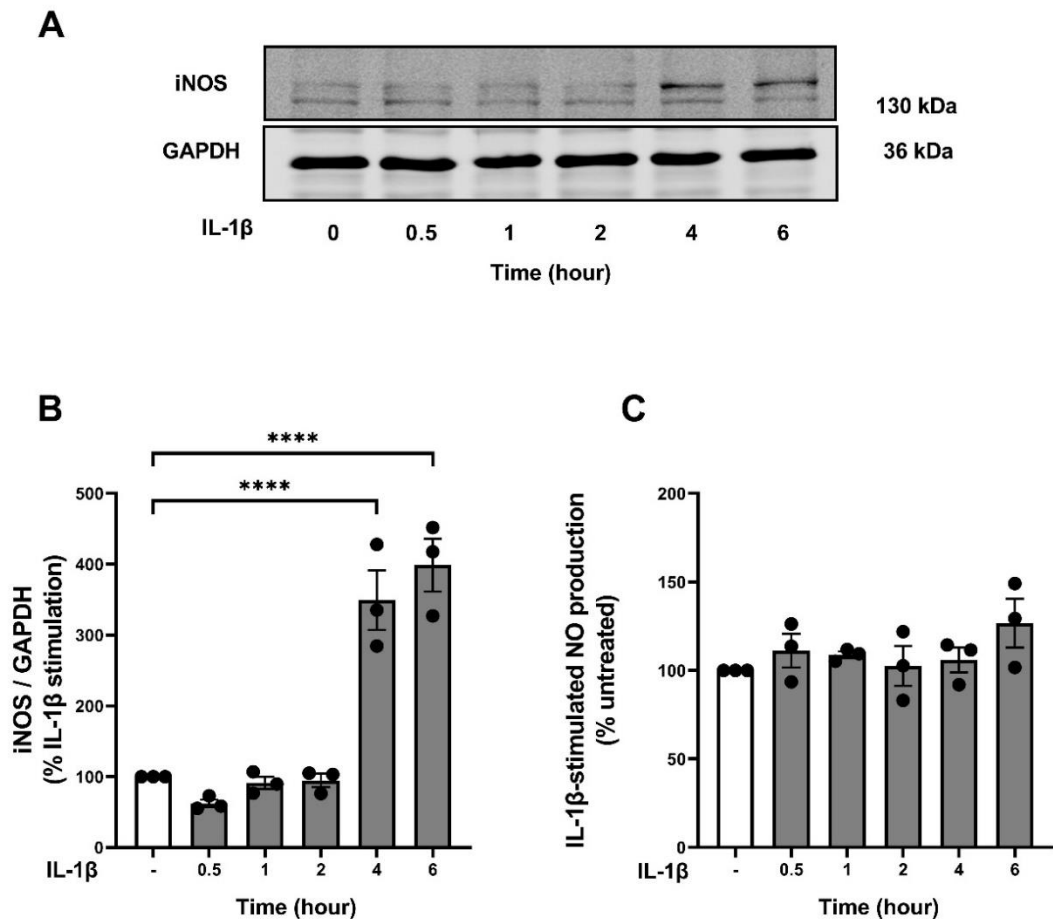 A
iNOS
130 kDa
GAPDH
36 kDa
IL-1β 0 0.5 1 2 4 6
Time (hour)
B
****
****
iNOS / GAPDH
(% IL-1β stimulation)
500
400
300
200
100
0
IL-1β - 0.5 1 2 4 6
Time (hour)
C
IL-1β-stimulated NO production
(% untreated)
200
150
100
50
0
IL-1β - 0.5 1 2 4 6
Time (hour)